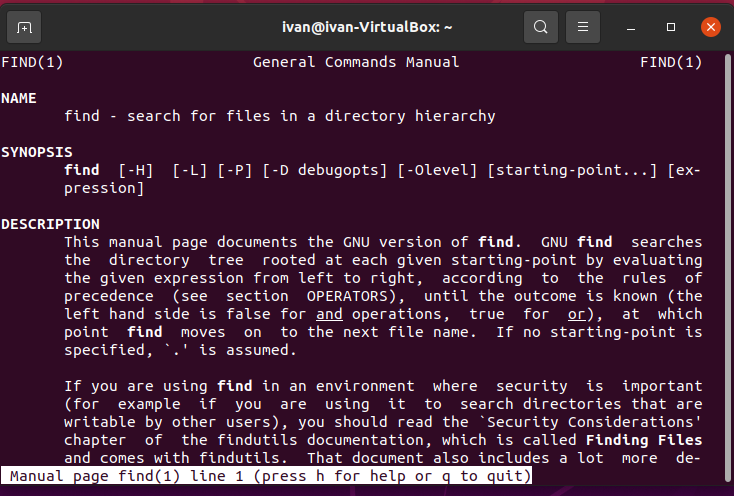 ivan@ivan-VirtualBox: ~
FIND(1) General Commands Manual FIND(1)
NAME
find - search for files in a directory hierarchy
SYNOPSIS
find [-H] [-L] [-P] [-D debugopts] [-Olevel] [starting-point...] [ex-
pression]
DESCRIPTION
This manual page documents the GNU version of find. GNU find searches
the directory tree rooted at each given starting-point by evaluating
the given expression from left to right, according to the rules of
precedence (see section OPERATORS), until the outcome is known (the
left hand side is false for and operations, true for or), at which
point find moves on to the next file name. If no starting-point is
specified, `.' is assumed.
If you are using find in an environment where security is important
(for example if you are using it to search directories that are
writable by other users), you should read the `Security Considerations'
chapter of the findutils documentation, which is called Finding Files
and comes with findutils. That document also includes a lot more de-
Manual page find(1) line 1 (press h for help or q to quit)